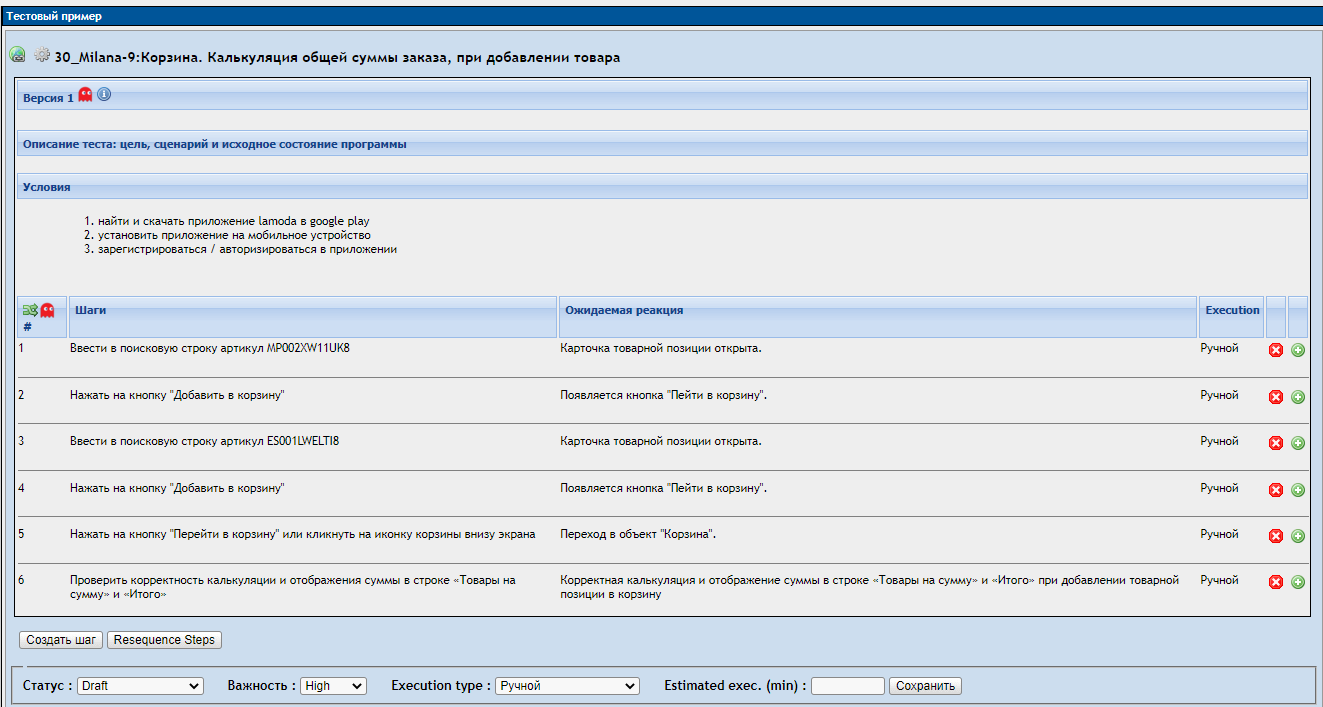 Тестовый пример
30_Milana-9:Корзина. Калькуляция общей суммы заказа, при добавлении товара
Версия 1
Описание теста: цель, сценарий и исходное состояние программы
Условия
1. найти и скачать приложение lamoda в google play
2. установить приложение на мобильное устройство
3. зарегистрироваться / авторизироваться в приложении
# Шаги Ожидаемая реакция Execution
1 Ввести в поисковую строку артикул MP002XW11UK8 Карточка товарной позиции открыта. Ручной
2 Нажать на кнопку "Добавить в корзину" Появляется кнопка "Пейти в корзину". Ручной
3 Ввести в поисковую строку артикул ES001LWELTI8 Карточка товарной позиции открыта. Ручной
4 Нажать на кнопку "Добавить в корзину" Появляется кнопка "Пейти в корзину". Ручной
5 Нажать на кнопку "Перейти в корзину" или кликнуть на иконку корзины внизу экрана Переход в объект "Корзина". Ручной
6 Проверить корректность калькуляции и отображения суммы в строке «Товары на Корректная калькуляция и отображение суммы в строке «Товары на сумму» и «Итого» при добавлении товарной Ручной
сумму» и «Итого» позиции в корзину
Создать шаг Resequence Steps
Статус : Draft Важность : High Execution type : Ручной Estimated exec. (min) : Сохранить